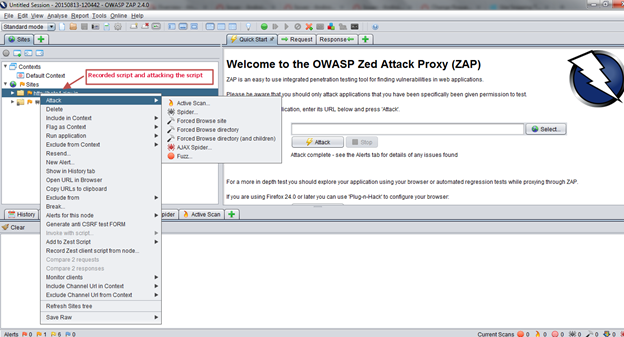 Untitled Session - 20150813-120442 - OWASP ZAP 2.4.0
File Edit View Analyse Report Tools Online Help
Standard mode
Sites
Quick Start Request Response
Contexts
Default Context
Sites
Recorded script and attacking the script
Attack
Delete
Include in Context
Flag as Context
Run application
Exclude from Context
Resend...
New Alert...
Show in History tab
Open URL in Browser
Copy URLs to clipboard
Exclude from
Break...
Alerts for this node
Generate anti CSRF test FORM
Invoke with script...
Add to Zest Script
Record Zest client script from node...
Compare 2 requests
Compare 2 responses
Monitor clients
Include Channel Url in Context
Exclude Channel Url from Context
Refresh Sites tree
Save Raw
Active Scan...
Spider...
Forced Browse site
Forced Browse directory
Forced Browse directory (and children)
AJAX Spider...
Fuzz...
Welcome to the OWASP Zed Attack Proxy (ZAP)
ZAP is an easy to use integrated penetration testing tool for finding vulnerabilities in web applications.
Please be aware that you should only attack applications that you have been specifically been given permission to test.
enter its URL below and press 'Attack'.
Select...
Attack Stop
Attack complete - see the Alerts tab for details of any issues found
For a more in depth test you should explore your application using your browser or automated regression tests while proxying through ZAP.
If you are using Firefox 24.0 or later you can use 'Plug-n-Hack' to configure your browser:
History
Active Scan
Clear
Alerts 0 1 6 0
Current Scans 0 0 0 0